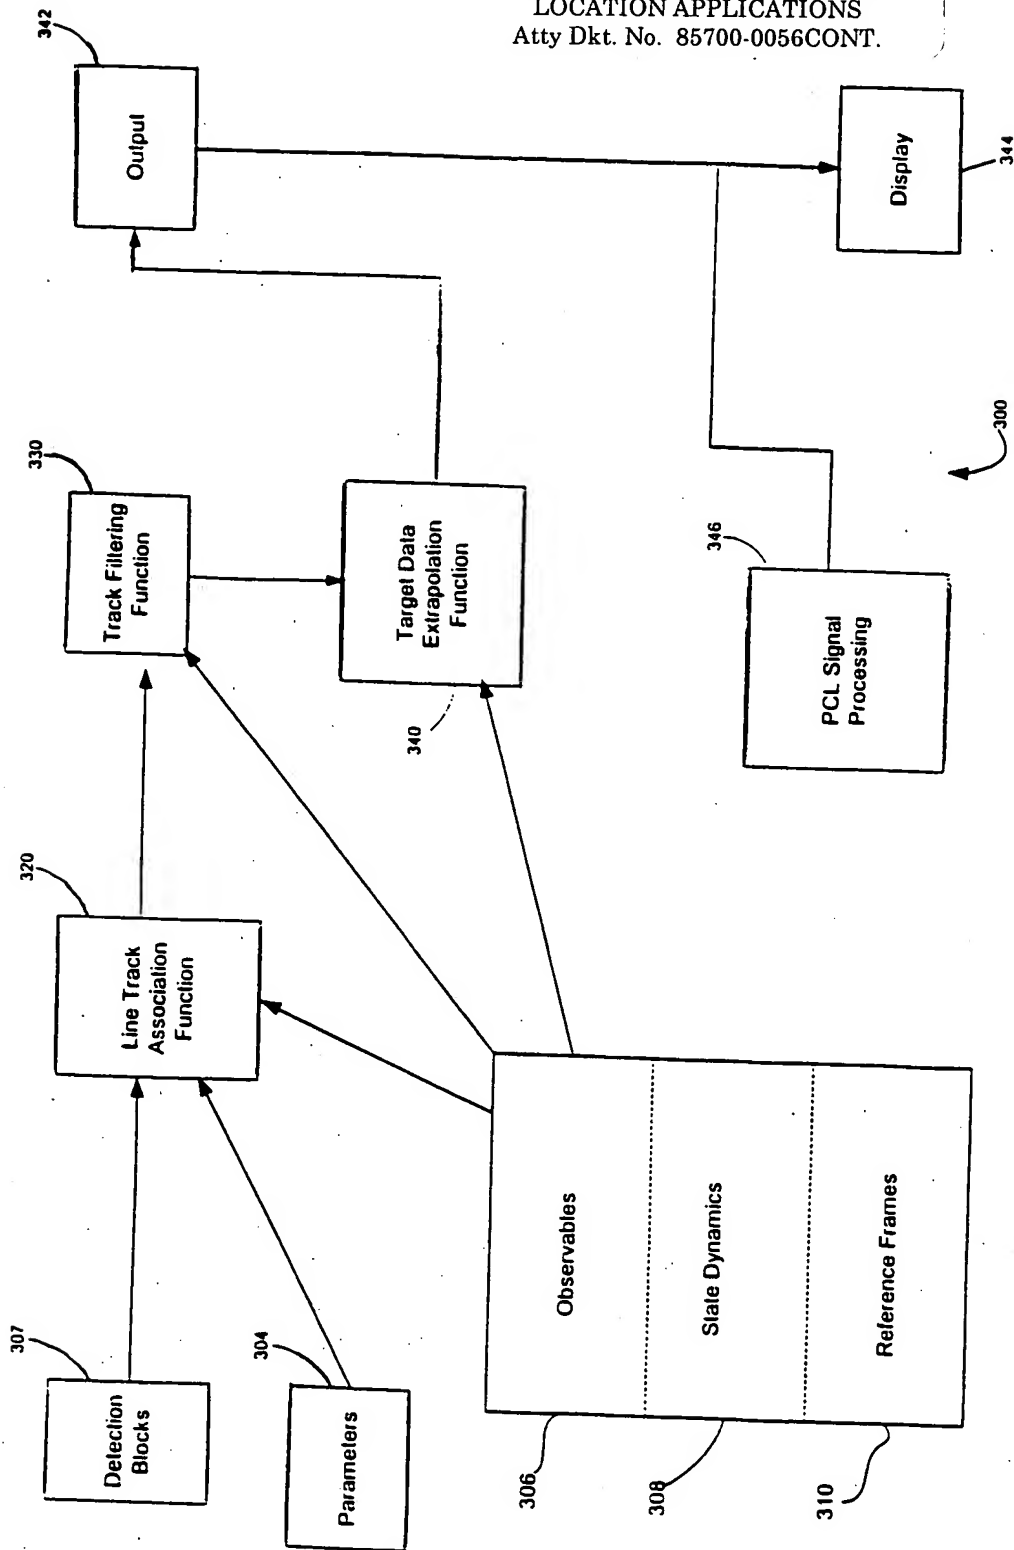 LOCATION APPLICATIONS
Atty Dkt. No. 85700-0056CONT.
342
Output
Display
344
330
Track Filtering
Function
Target Data
Extrapolation
Function
340
300
346
PCL Signal
Processing
320
Line Track
Association
Function
307
Detection
Blocks
304
Parameters
Observables
State Dynamics
Reference Frames
306
308
310